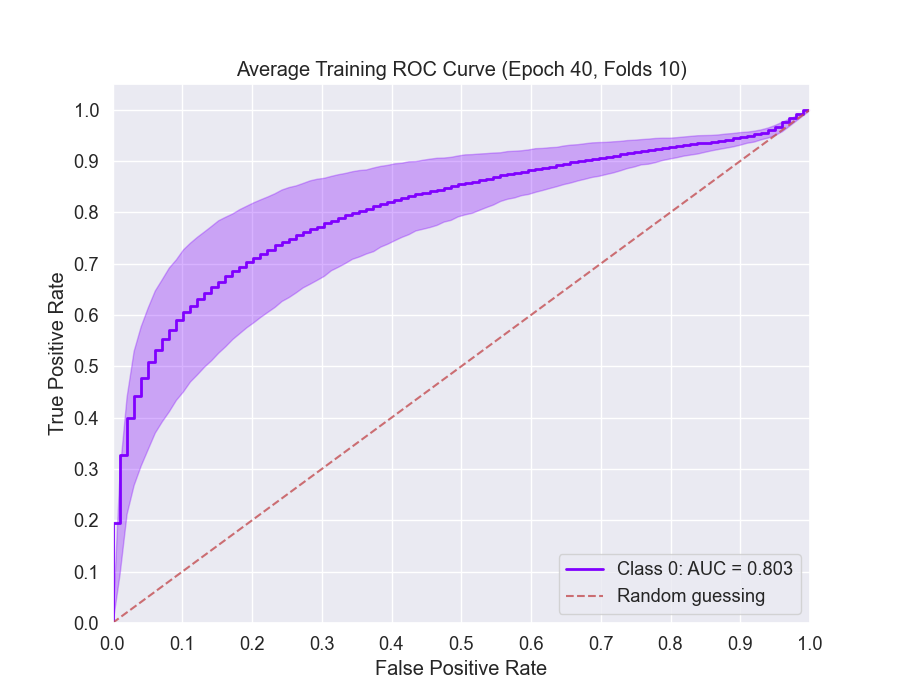 Average Training ROC Curve (Epoch 40, Folds 10)
True Positive Rate
1.0
0.9
0.8
0.7
0.6
0.5
0.4
0.3
0.2
0.1
0.0
Class 0: AUC = 0.803
Random guessing
0.0 0.1 0.2 0.3 0.4 0.5 0.6 0.7 0.8 0.9 1.0
False Positive Rate